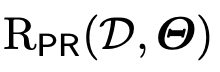 R_PR(𝒟, 𝜣)